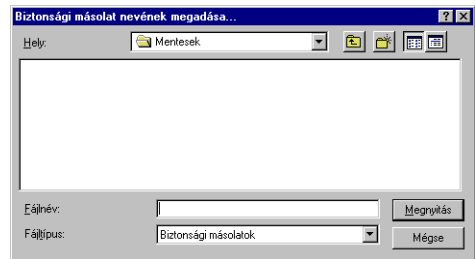 Biztonsági másolat nevének megadása...
Hely: Mentesek
Fájlnév: Megnyitás
Fájltípus: Biztonsági másolatok Mégse